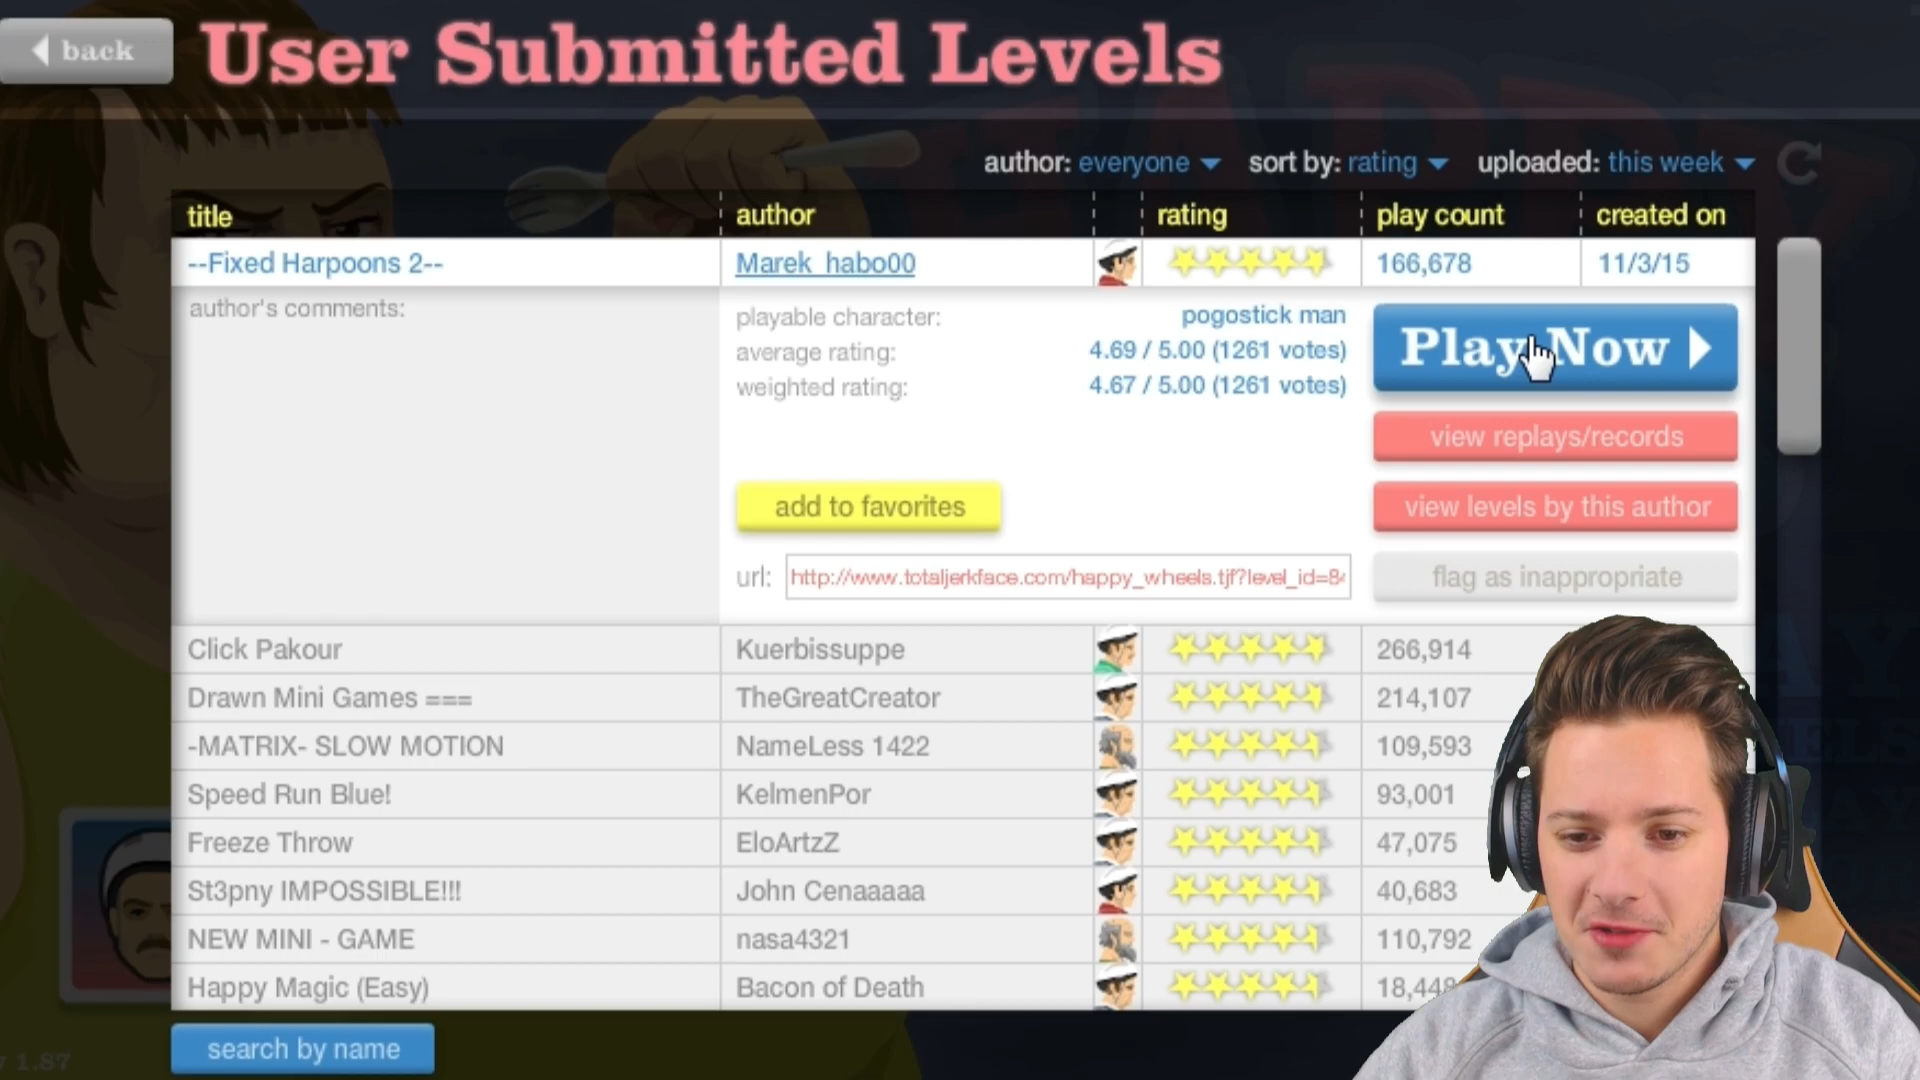 back
User Submitted Levels
author: everyone sort by: rating uploaded: this week
title author rating play count created on
--Fixed Harpoons 2-- Marek habo00 166,678 11/3/15
author's comments:
playable character: pogostick man
average rating: 4.69 / 5.00 (1261 votes)
weighted rating: 4.67 / 5.00 (1261 votes)
Play Now
view replays/records
add to favorites
view levels by this author
url: http://www.totaljerkface.com/happy_wheels.tjf?level_id=8
flag as inappropriate
Click Pakour Kuerbissuppe 266,914
Drawn Mini Games === TheGreatCreator 214,107
-MATRIX- SLOW MOTION NameLess 1422 109,593
Speed Run Blue! KelmenPor 93,001
Freeze Throw EloArtzZ 47,075
St3pny IMPOSSIBLE!!! John Cenaaaaa 40,683
NEW MINI - GAME nasa4321 110,792
Happy Magic (Easy) Bacon of Death 18,448
search by name
v 1.87